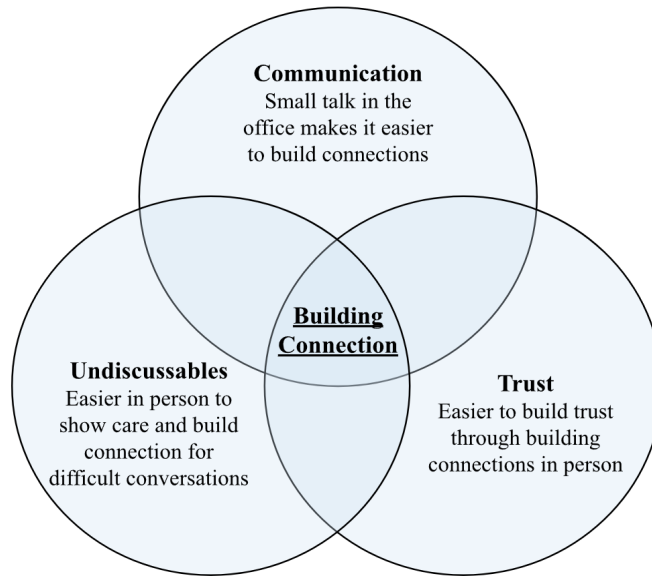 Communication
Small talk in the
office makes it easier
to build connections
Building
Connection
Undiscussables
Easier in person to
show care and build
connection for
difficult conversations
Trust
Easier to build trust
through building
connections in person